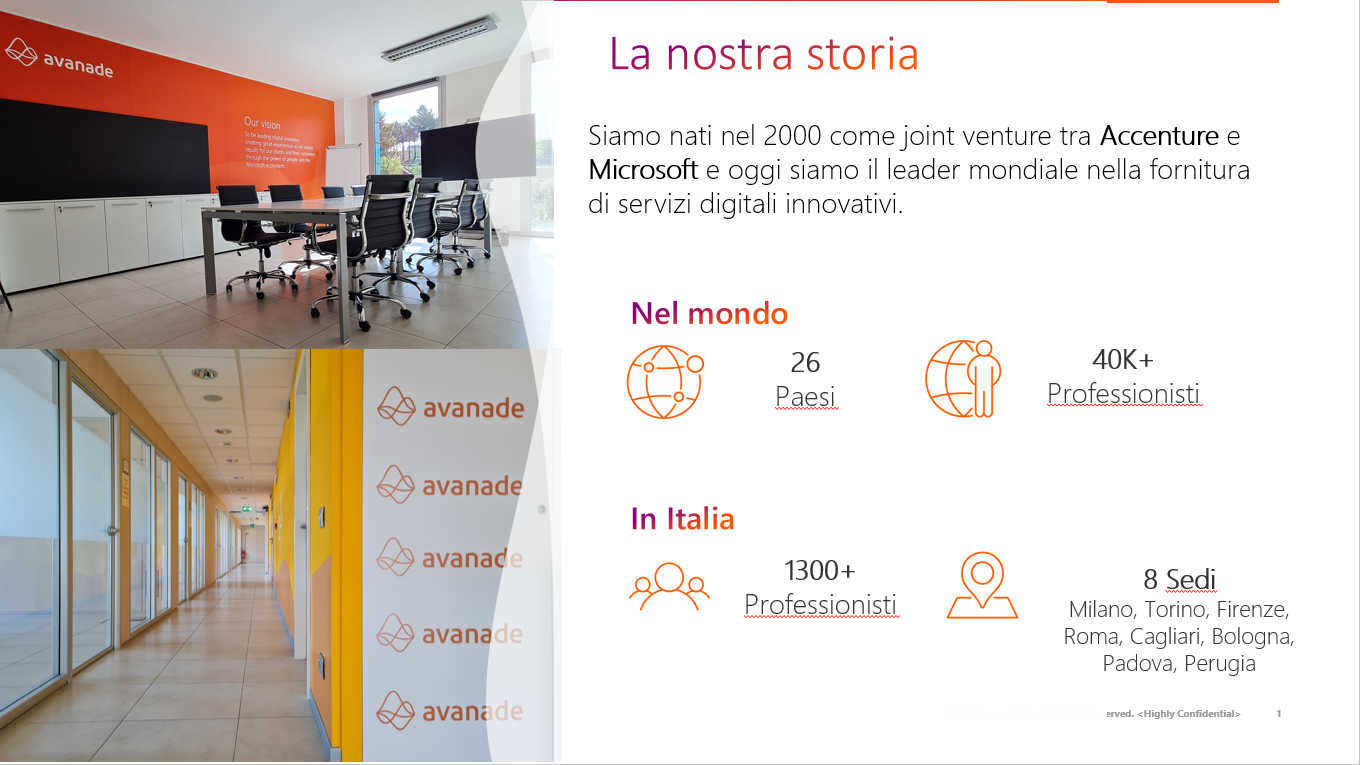 avanade
Our vision
To be leading digital innovator,
creating great experiences so we realize
results for our clients and their customers
through the power of people and the
Microsoft ecosystem.
avanade
avanade
avanade
avanade
avanade
La nostra storia
Siamo nati nel 2000 come joint venture tra Accenture e
Microsoft e oggi siamo il leader mondiale nella fornitura
di servizi digitali innovativi.
Nel mondo
26
Paesi
40K+
Professionisti
In Italia
1300+
Professionisti
8 Sedi
Milano, Torino, Firenze,
Roma, Cagliari, Bologna,
Padova, Perugia
erved. <Highly Confidential>
1